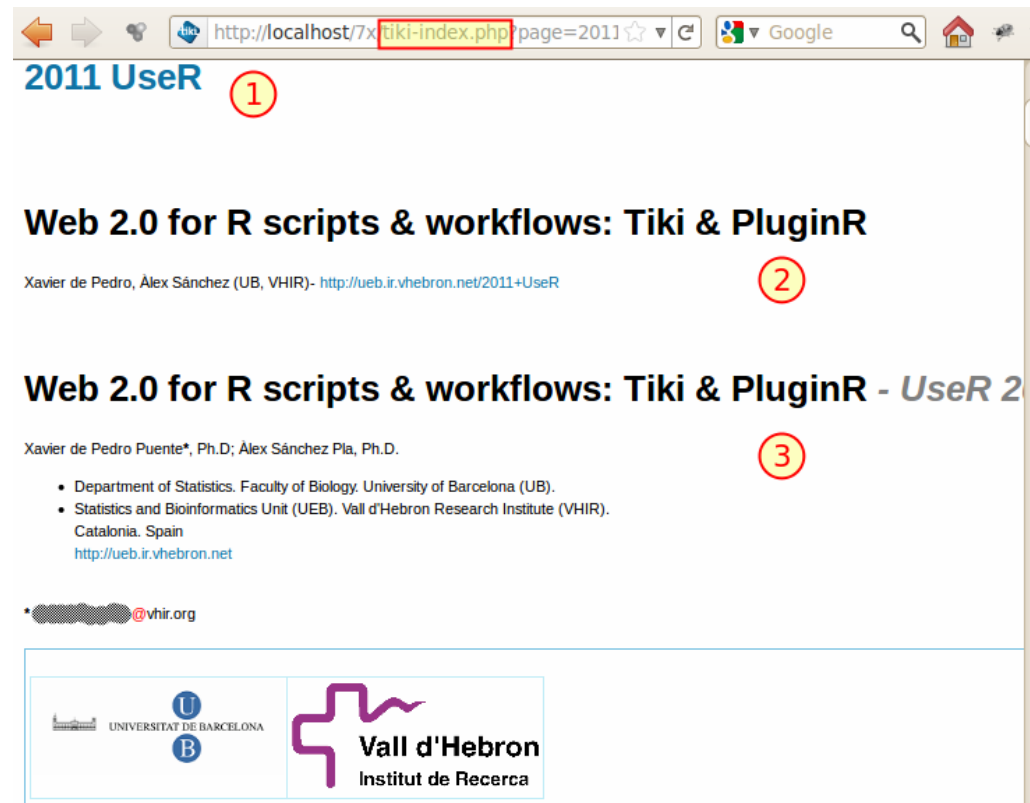 http://localhost/7x/tiki-index.php?page=2011 Google
2011 UseR
1
Web 2.0 for R scripts & workflows: Tiki & PluginR
Xavier de Pedro, Àlex Sánchez (UB, VHIR)- http://ueb.ir.vhebron.net/2011+UseR
2
Web 2.0 for R scripts & workflows: Tiki & PluginR - UseR 2
Xavier de Pedro Puente*, Ph.D; Àlex Sánchez Pla, Ph.D.
3
• Department of Statistics. Faculty of Biology. University of Barcelona (UB).
• Statistics and Bioinformatics Unit (UEB). Vall d'Hebron Research Institute (VHIR).
Catalonia. Spain
http://ueb.ir.vhebron.net
* @vhir.org
U
UNIVERSITAT DE BARCELONA
B
Vall d'Hebron
Institut de Recerca